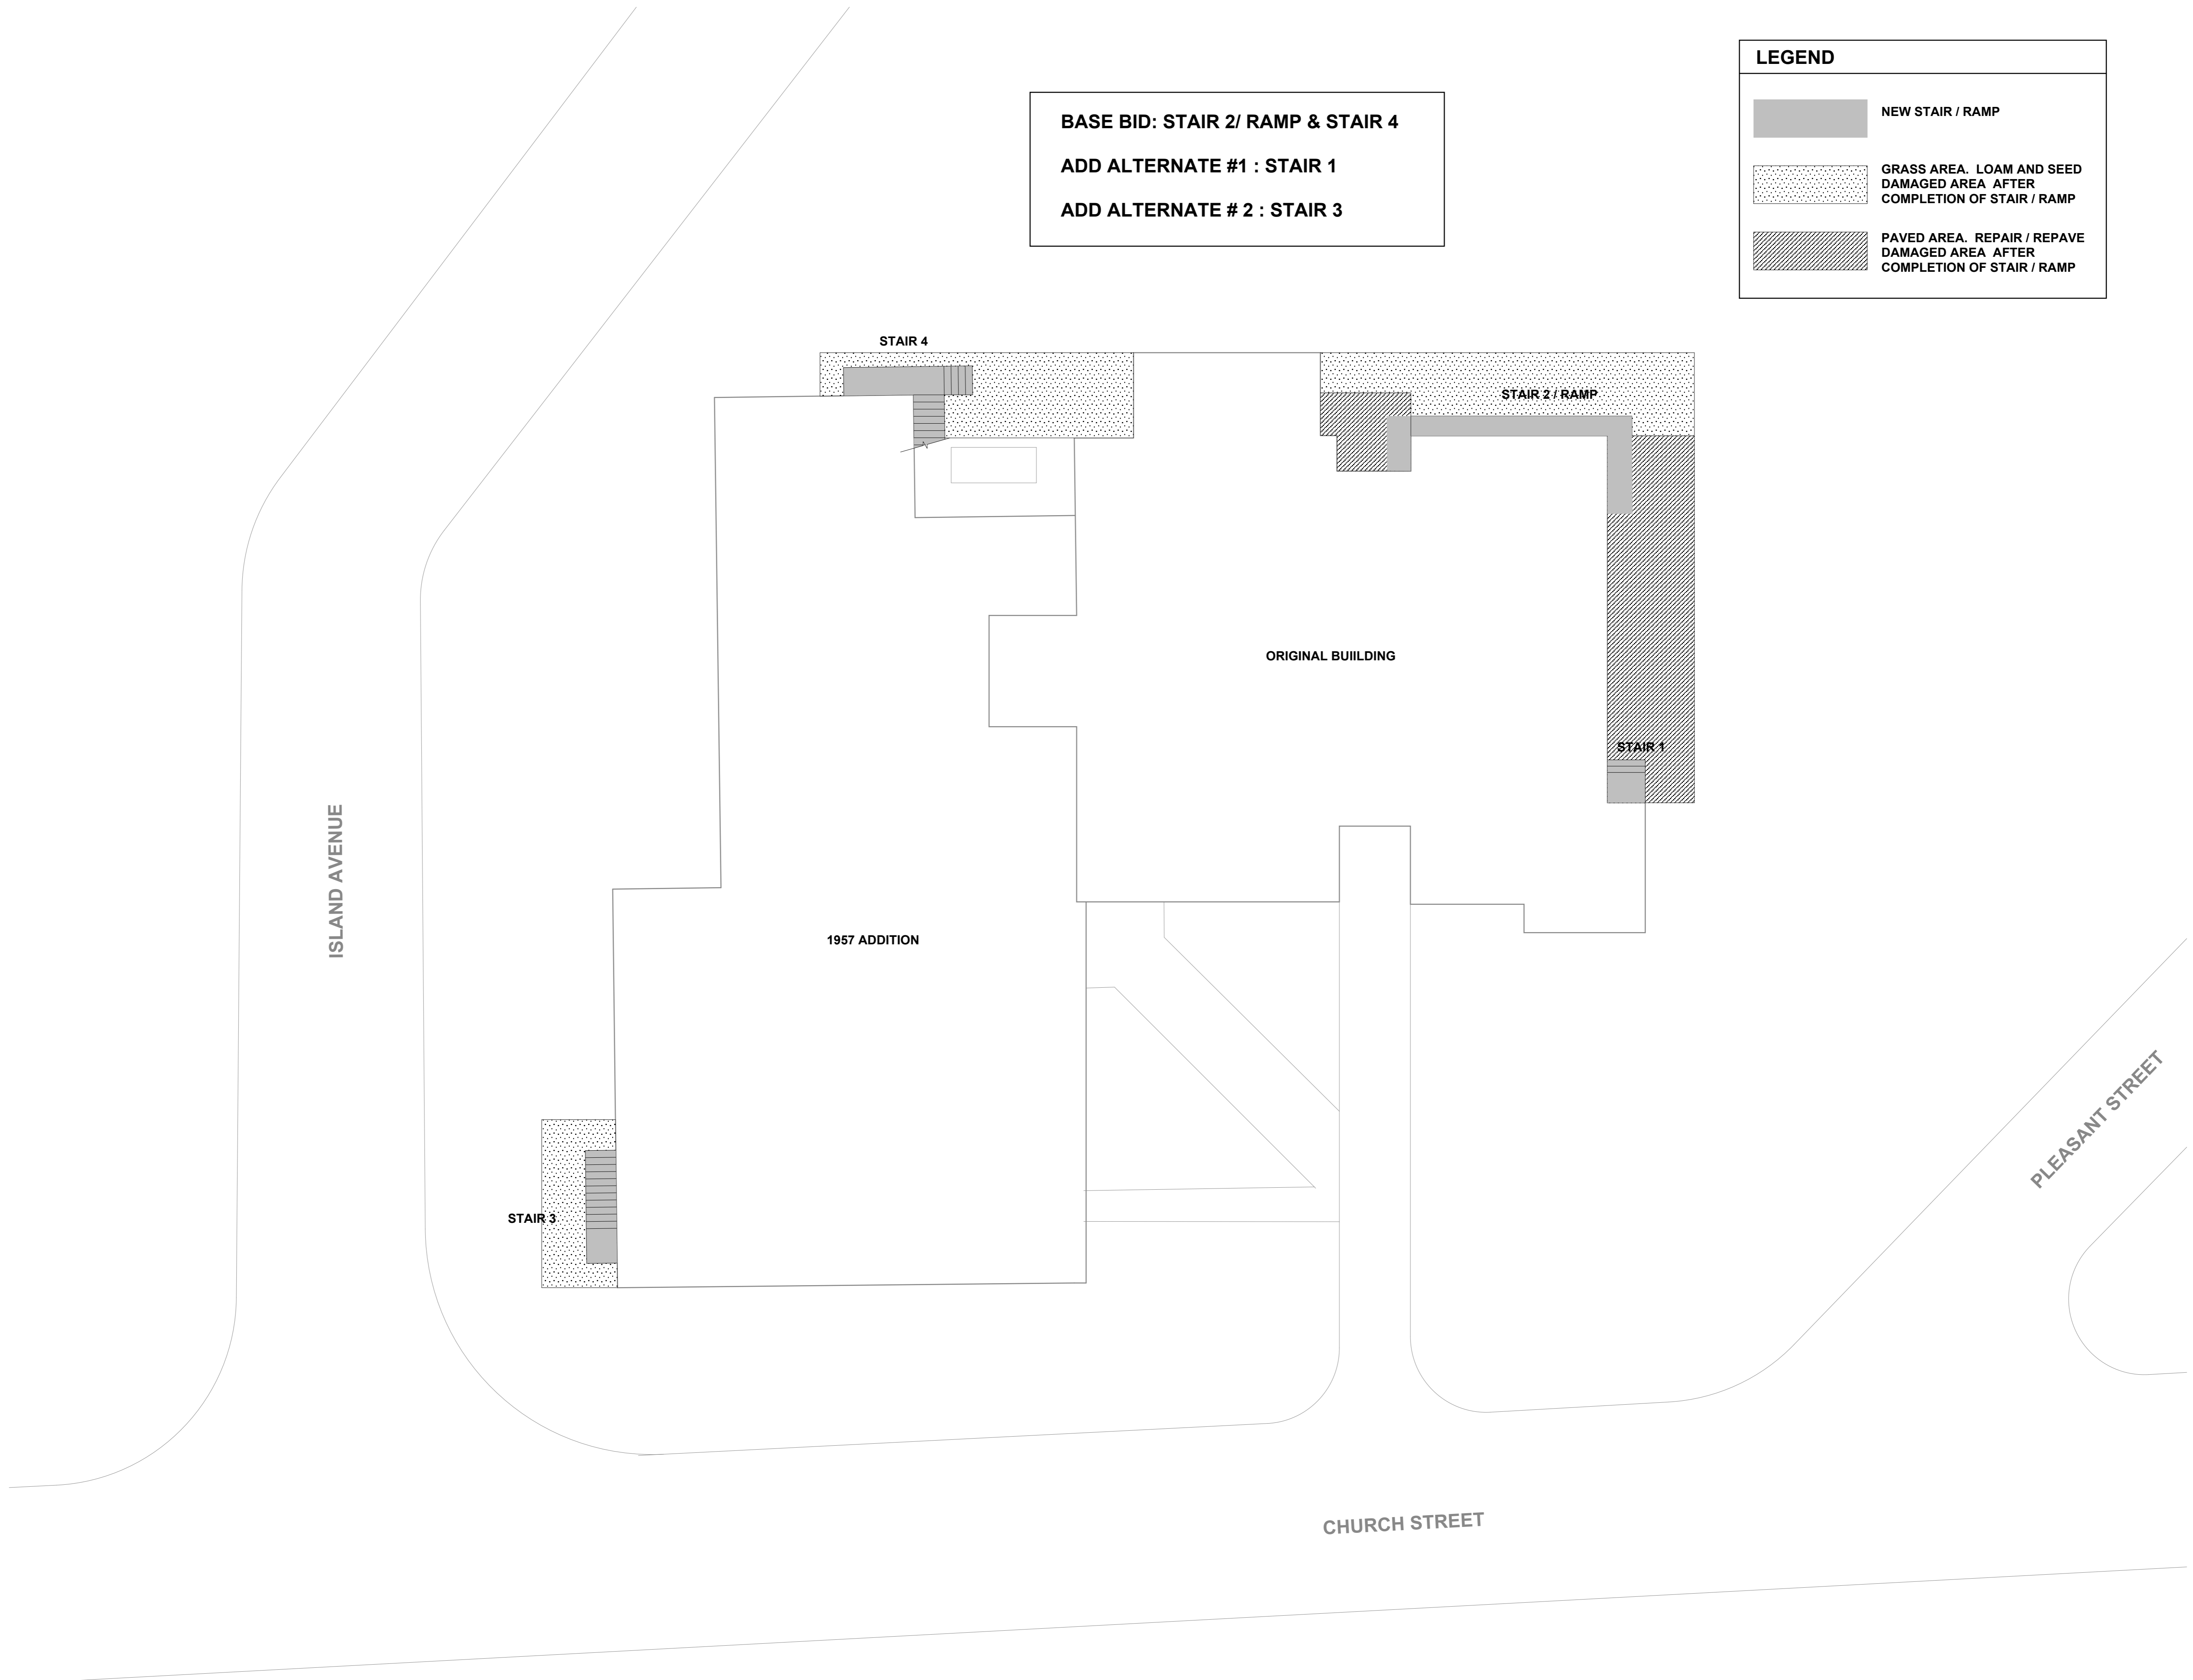 LEGEND
NEW STAIR / RAMP
GRASS AREA.  LOAM AND SEED
DAMAGED AREA  AFTER
COMPLETION OF STAIR / RAMP
PAVED AREA.  REPAIR / REPAVE
DAMAGED AREA  AFTER
COMPLETION OF STAIR / RAMP
BASE BID: STAIR 2/ RAMP & STAIR 4
ADD ALTERNATE #1 : STAIR 1
ADD ALTERNATE # 2 : STAIR 3
STAIR 4
STAIR 2 / RAMP
ORIGINAL BUIILDING
STAIR 1
ISLAND AVENUE
1957 ADDITION
PLEASANT STREET
STAIR 3
CHURCH STREET